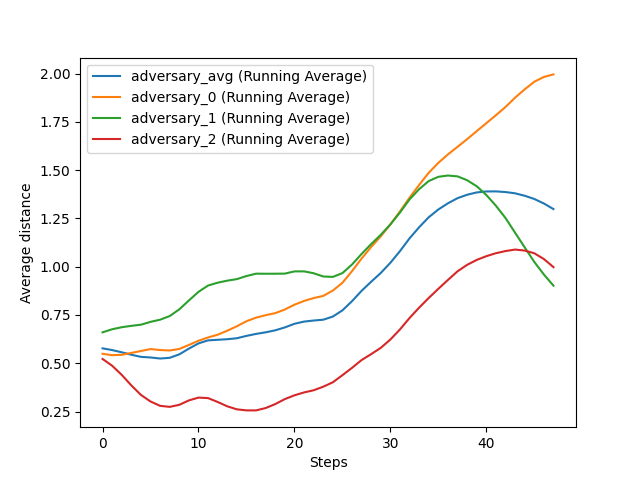 adversary_avg (Running Average)
adversary_0 (Running Average)
adversary_1 (Running Average)
adversary_2 (Running Average)
Average distance
2.00
1.75
1.50
1.25
1.00
0.75
0.50
0.25
0 10 20 30 40
Steps